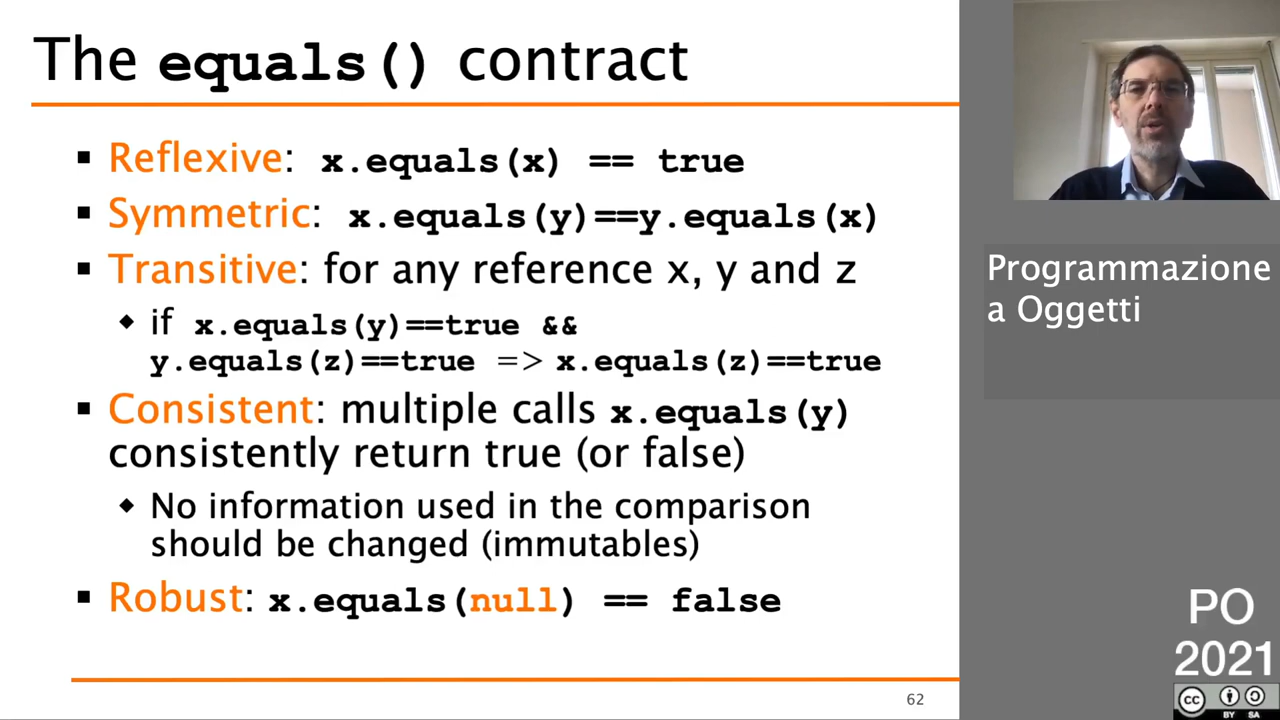 The equals() contract
▪ Reflexive: x.equals(x) == true
▪ Symmetric: x.equals(y)==y.equals(x)
▪ Transitive: for any reference x, y and z
◆ if x.equals(y)==true &&
y.equals(z)==true => x.equals(z)==true
▪ Consistent: multiple calls x.equals(y)
consistently return true (or false)
◆ No information used in the comparison
should be changed (immutables)
▪ Robust: x.equals(null) == false
62
Programmazione
a Oggetti
PO
2021
cc
BY SA